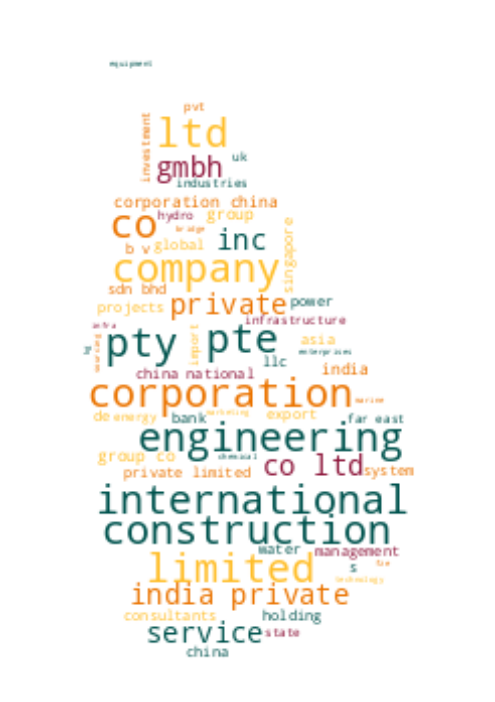 equipment
pvt
investment
ltd
uk
gmbh
industries
corporation china
hydro
group
co
bridge
inc
singapore
b v
global
company
sdn bhd
projects
private
power
infrastructure
infra
pty
import
pte
asia
enterprises
llc
china national
india
corporation
marine
de
energy
bank
marketing
export
far east
engineering
group co
chemical
co ltd
private limited
system
international
construction
water
management
limited
s
technology
india private
consultants
holding
service
state
china